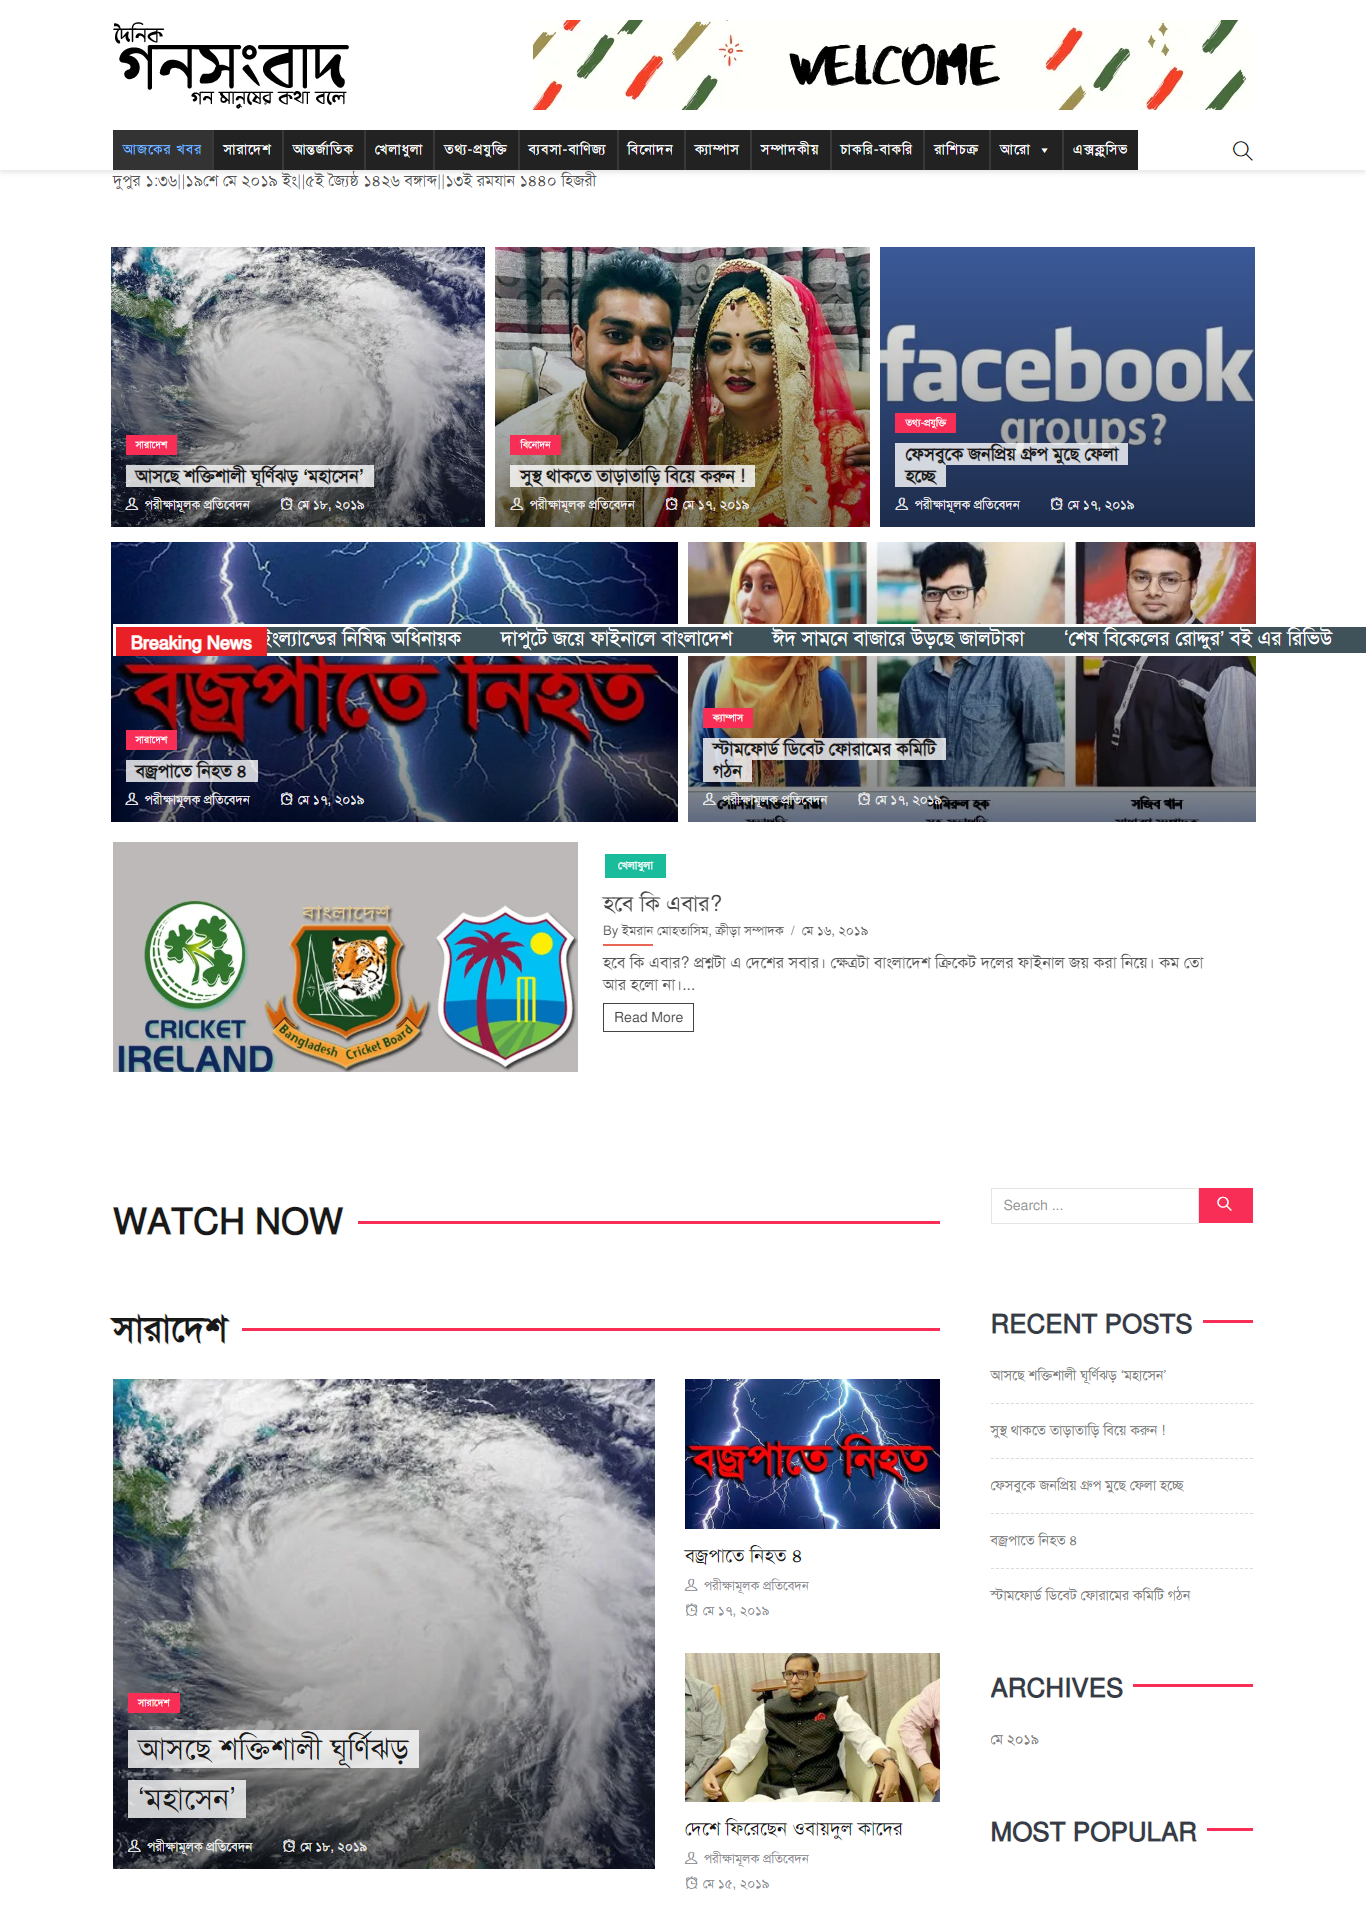 দৈনিক
গনসংবাদ
গন মানুষের কথা বলে
WELCOME
আজকের খবর সারাদেশ আন্তর্জাতিক খেলাধুলা তথ্য-প্রযুক্তি ব্যবসা-বাণিজ্য বিনোদন ক্যাম্পাস সম্পাদকীয় চাকরি-বাকরি রাশিচক্র আরো এক্সক্লুসিভ
দুপুর ১:৩৬||১৯শে মে ২০১৯ ইং||৫ই জ্যৈষ্ঠ ১৪২৬ বঙ্গাব্দ||১৩ই রমযান ১৪৪০ হিজরী
সারাদেশ
আসছে শক্তিশালী ঘূর্ণিঝড় ‘মহাসেন’
পরীক্ষামূলক প্রতিবেদন মে ১৮, ২০১৯
বিনোদন
সুস্থ থাকতে তাড়াতাড়ি বিয়ে করুন !
পরীক্ষামূলক প্রতিবেদন মে ১৭, ২০১৯
facebook
groups?
তথ্য-প্রযুক্তি
ফেসবুকে জনপ্রিয় গ্রুপ মুছে ফেলা
হচ্ছে
পরীক্ষামূলক প্রতিবেদন মে ১৭, ২০১৯
Breaking News ইংল্যান্ডের নিষিদ্ধ অধিনায়ক দাপুটে জয়ে ফাইনালে বাংলাদেশ ঈদ সামনে বাজারে উড়ছে জালটাকা ‘শেষ বিকেলের রোদ্দুর’ বই এর রিভিউ
বজ্রপাতে নিহত
সারাদেশ
বজ্রপাতে নিহত ৪
পরীক্ষামূলক প্রতিবেদন মে ১৭, ২০১৯
ক্যাম্পাস
স্টামফোর্ড ডিবেট ফোরামের কমিটি
গঠন
পরীক্ষামূলক প্রতিবেদন মে ১৭, ২০১৯
সজিব খান
CRICKET
IRELAND
বাংলাদেশ
Bangladesh Cricket Board
খেলাধুলা
হবে কি এবার?
By ইমরান মোহতাসিম, ক্রীড়া সম্পাদক / মে ১৬, ২০১৯
হবে কি এবার? প্রশ্নটা এ দেশের সবার। ক্ষেত্রটা বাংলাদেশ ক্রিকেট দলের ফাইনাল জয় করা নিয়ে। কম তো
আর হলো না।...
Read More
WATCH NOW
Search ...
সারাদেশ
সারাদেশ
আসছে শক্তিশালী ঘূর্ণিঝড়
‘মহাসেন’
পরীক্ষামূলক প্রতিবেদন মে ১৮, ২০১৯
বজ্রপাতে নিহত
বজ্রপাতে নিহত ৪
পরীক্ষামূলক প্রতিবেদন
মে ১৭, ২০১৯
দেশে ফিরেছেন ওবায়দুল কাদের
পরীক্ষামূলক প্রতিবেদন
মে ১৫, ২০১৯
RECENT POSTS
আসছে শক্তিশালী ঘূর্ণিঝড় ‘মহাসেন’
সুস্থ থাকতে তাড়াতাড়ি বিয়ে করুন !
ফেসবুকে জনপ্রিয় গ্রুপ মুছে ফেলা হচ্ছে
বজ্রপাতে নিহত ৪
স্টামফোর্ড ডিবেট ফোরামের কমিটি গঠন
ARCHIVES
মে ২০১৯
MOST POPULAR